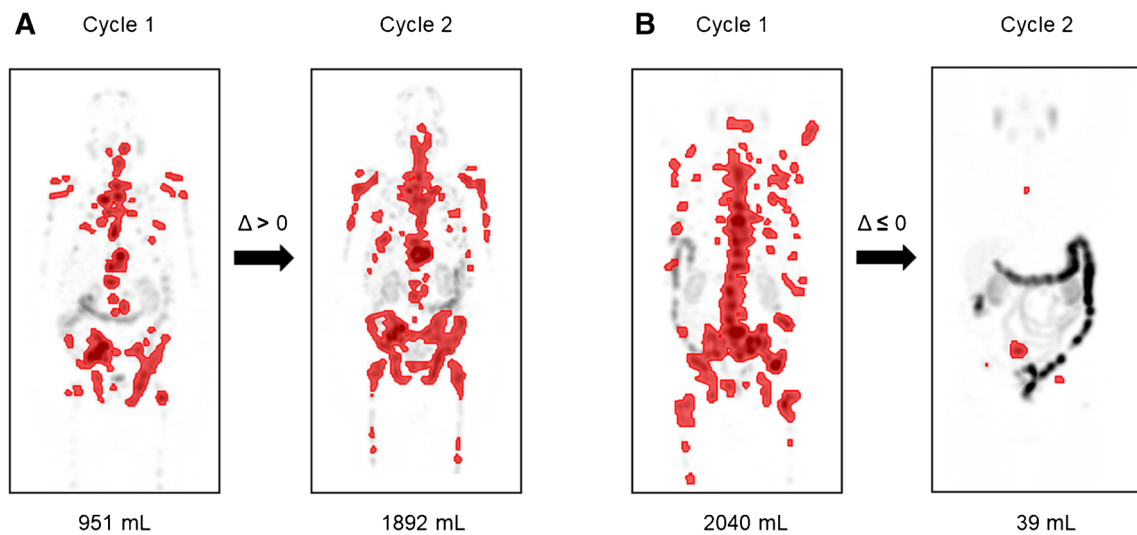 A Cycle 1 Cycle 2 B Cycle 1 Cycle 2
Δ > 0 Δ ≤ 0
951 mL 1892 mL 2040 mL 39 mL